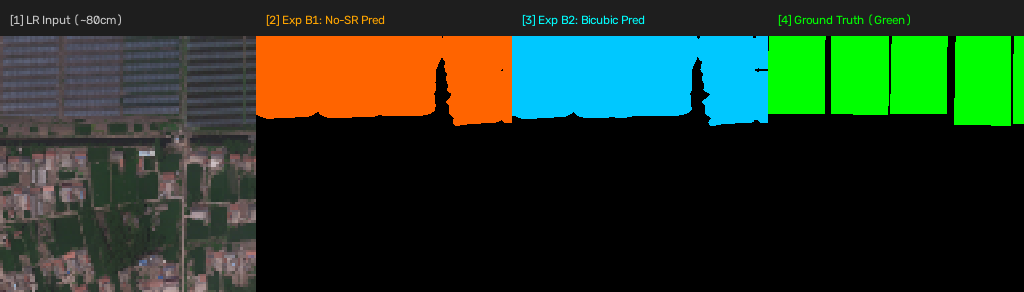 [1] LR Input (~80cm)
[2] Exp B1: No-SR Pred
[3] Exp B2: Bicubic Pred
[4] Ground Truth (Green)